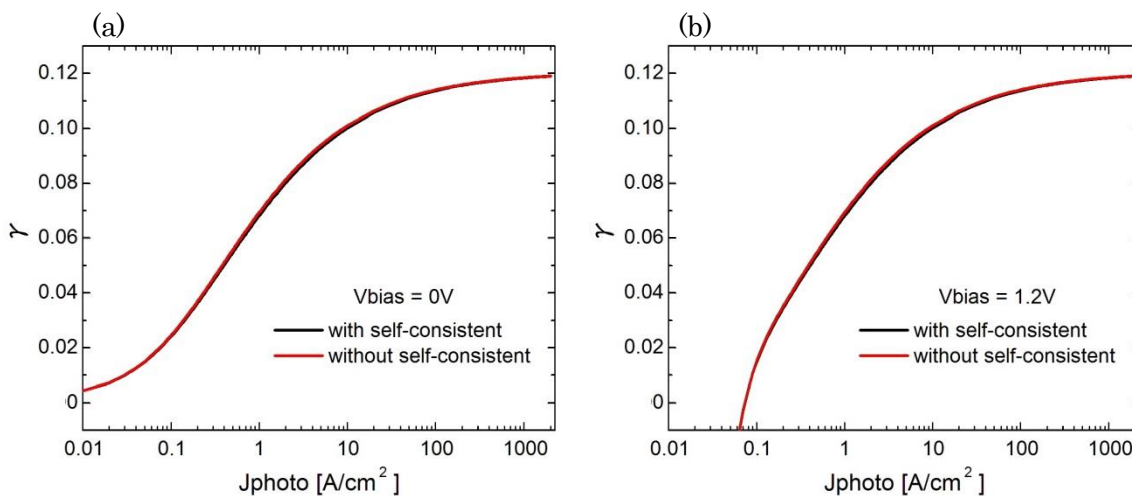 (a)
0.12
0.10
0.08
0.06
0.04
0.02
0
γ
Vbias = 0V
with self-consistent
without self-consistent
0.01 0.1 1 10 100 1000
Jphoto [A/cm²]
(b)
0.12
0.10
0.08
0.06
0.04
0.02
0
γ
Vbias = 1.2V
with self-consistent
without self-consistent
0.01 0.1 1 10 100 1000
Jphoto [A/cm²]